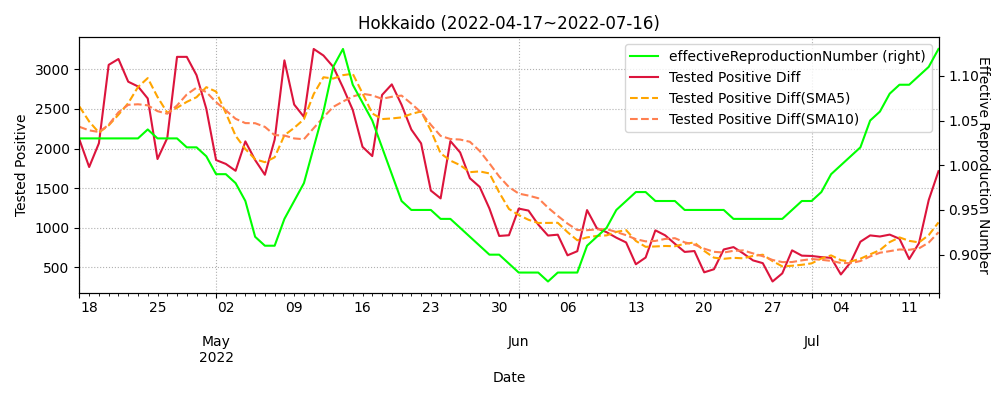 Hokkaido (2022-04-17~2022-07-16)
effectiveReproductionNumber (right)
Tested Positive Diff
Tested Positive Diff(SMA5)
Tested Positive Diff(SMA10)
Tested Positive
3000
2500
2000
1500
1000
500
1.10
1.05
1.00
0.95
0.90
Effective Reproduction Number
18 25 02 09 16 23 30 06 13 20 27 04 11
May Jun Jul
2022
Date